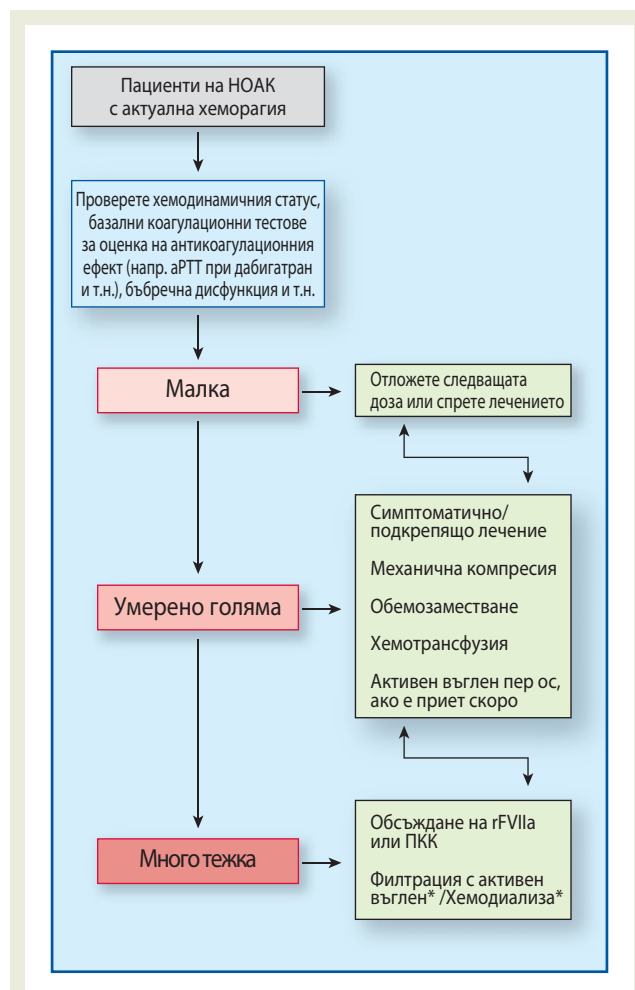 Пациенти на НОАК
с актуална хеморагия
Проверете хемодинамичния статус,
базални коагулационни тестове
за оценка на антикоагулационния
ефект (напр. аРТТ при дабигатран
и т.н.), бъбречна дисфункция и т.н.
Малка
Отложете следващата
доза или спрете лечението
Умерено голяма
Симптоматично/
подкрепящо лечение
Механична компресия
Обемозаместване
Хемотрансфузия
Активен въглен пер ос,
ако е приет скоро
Много тежка
Обсъждане на rFVIIa
или ПКК
Филтрация с активен
въглен* /Хемодиализа*